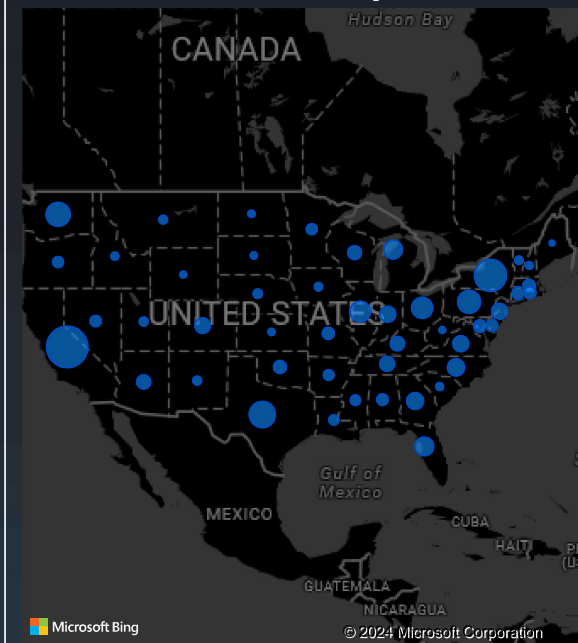 Hudson Bay
CANADA
UNITED STATES
Gulf of
Mexico
MEXICO
CUBA
HAITI
GUATEMALA
NICARAGUA
Microsoft Bing
© 2024 Microsoft Corporation